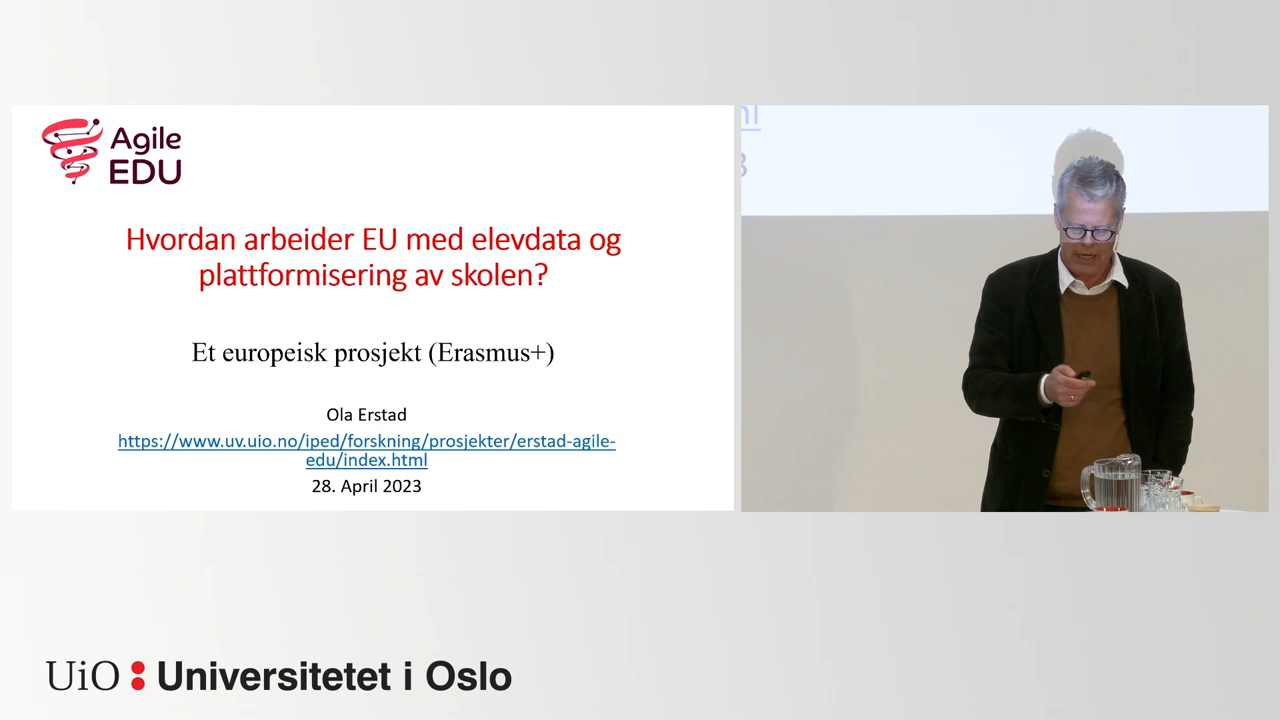 Agile
EDU
Hvordan arbeider EU med elevdata og
plattformisering av skolen?
Et europeisk prosjekt (Erasmus+)
Ola Erstad
https://www.uv.uio.no/iped/forskning/prosjekter/erstad-agile-
edu/index.html
28. April 2023
UiO : Universitetet i Oslo